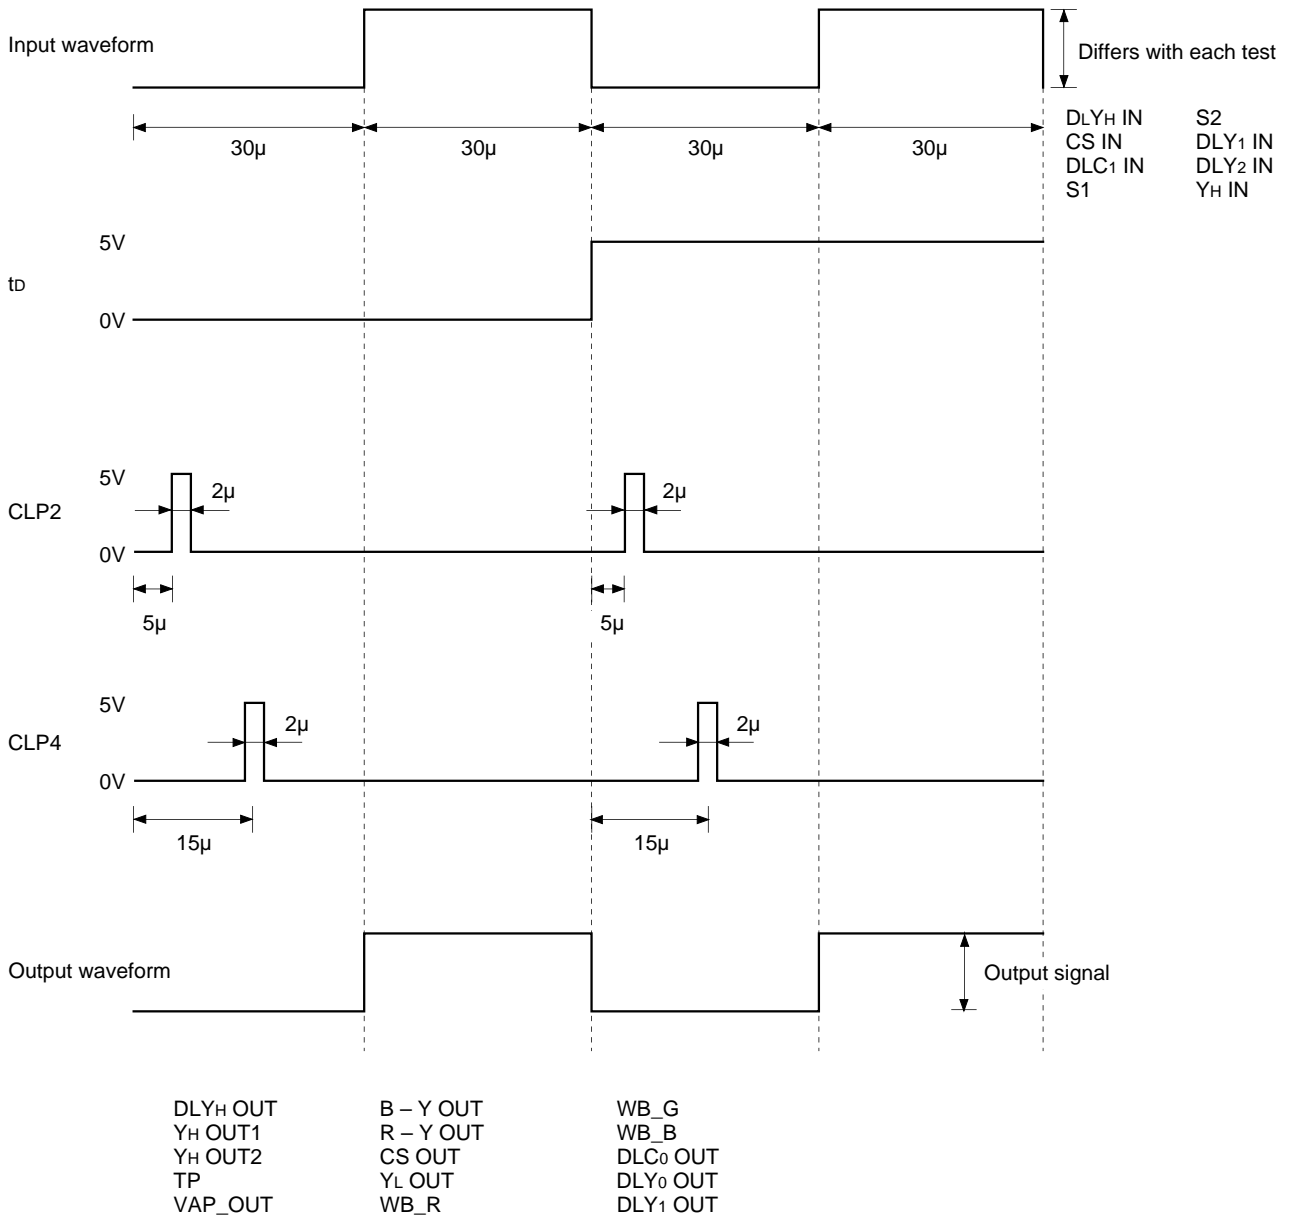 Input waveform
Differs with each test
DLYH IN S2
CS IN DLY1 IN
DLC1 IN DLY2 IN
S1 YH IN
30µ 30µ 30µ 30µ
5V
tD
0V
5V
2µ 2µ
CLP2
0V
5µ 5µ
5V
2µ 2µ
CLP4
0V
15µ 15µ
Output waveform
Output signal
DLYH OUT B – Y OUT WB_G
YH OUT1 R – Y OUT WB_B
YH OUT2 CS OUT DLC0 OUT
TP YL OUT DLY0 OUT
VAP_OUT WB_R DLY1 OUT